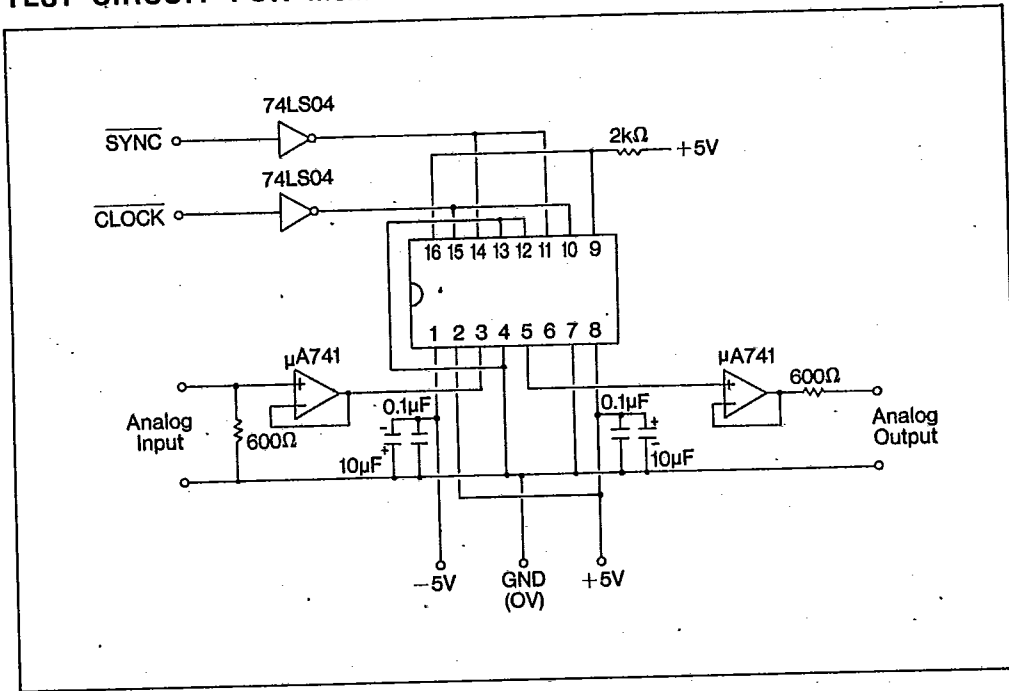 TEST CIRCUIT FOR
74LS04
SYNC
2kΩ
+5V
74LS04
CLOCK
16 15 14 13 12 11 10 9
1 2 3 4 5 6 7 8
μA741
μA741
600Ω
0.1μF
0.1μF
Analog
Input
600Ω
Analog
Output
10μF
10μF
−5V
GND
(OV)
+5V